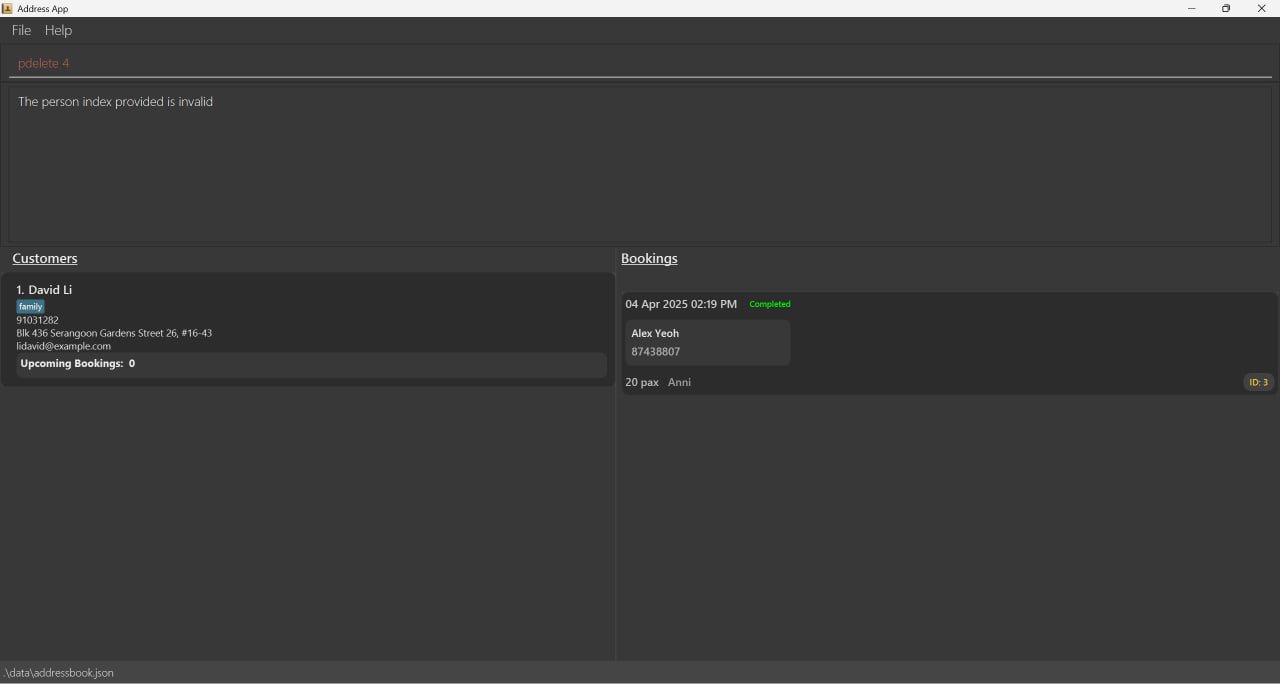 Address App
File Help
pdelete 4
The person index provided is invalid
Customers
1. David Li
family
91031282
Blk 436 Serangoon Gardens Street 26, #16-43
lidavid@example.com
Upcoming Bookings: 0
Bookings
04 Apr 2025 02:19 PM Completed
Alex Yeoh
87438807
20 pax Anni
ID: 3
.\data\addressbook.json